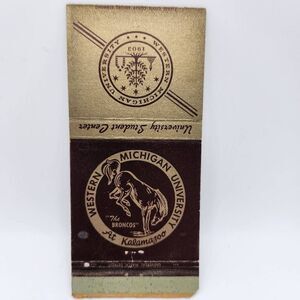 WESTERN MICHIGAN UNIVERSITY
1903
University Student Center
WESTERN MICHIGAN UNIVERSITY
"The
BRONCOS"
At Kalamazoo